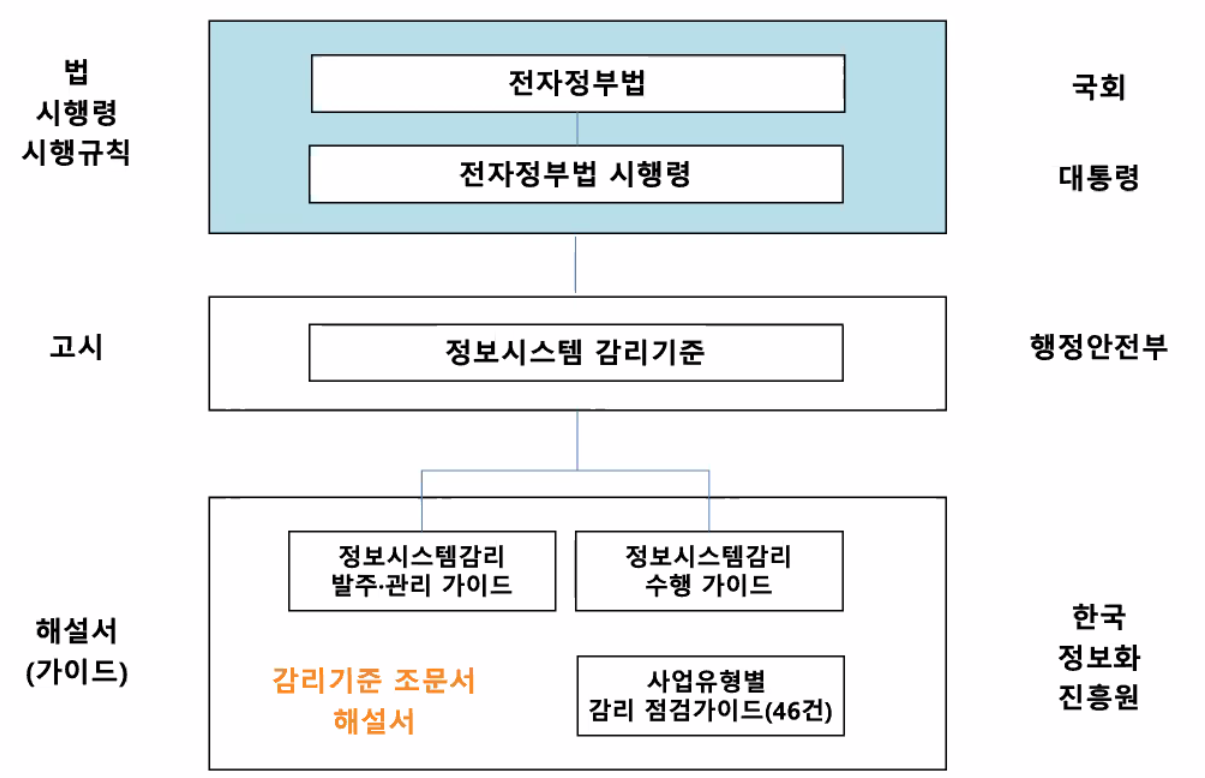 법
시행령
시행규칙
전자정부법
국회
전자정부법 시행령
대통령
고시
정보시스템 감리기준
행정안전부
해설서
(가이드)
정보시스템감리
발주·관리 가이드
정보시스템감리
수행 가이드
감리기준 조문서
해설서
사업유형별
감리 점검가이드(46건)
한국
정보화
진흥원